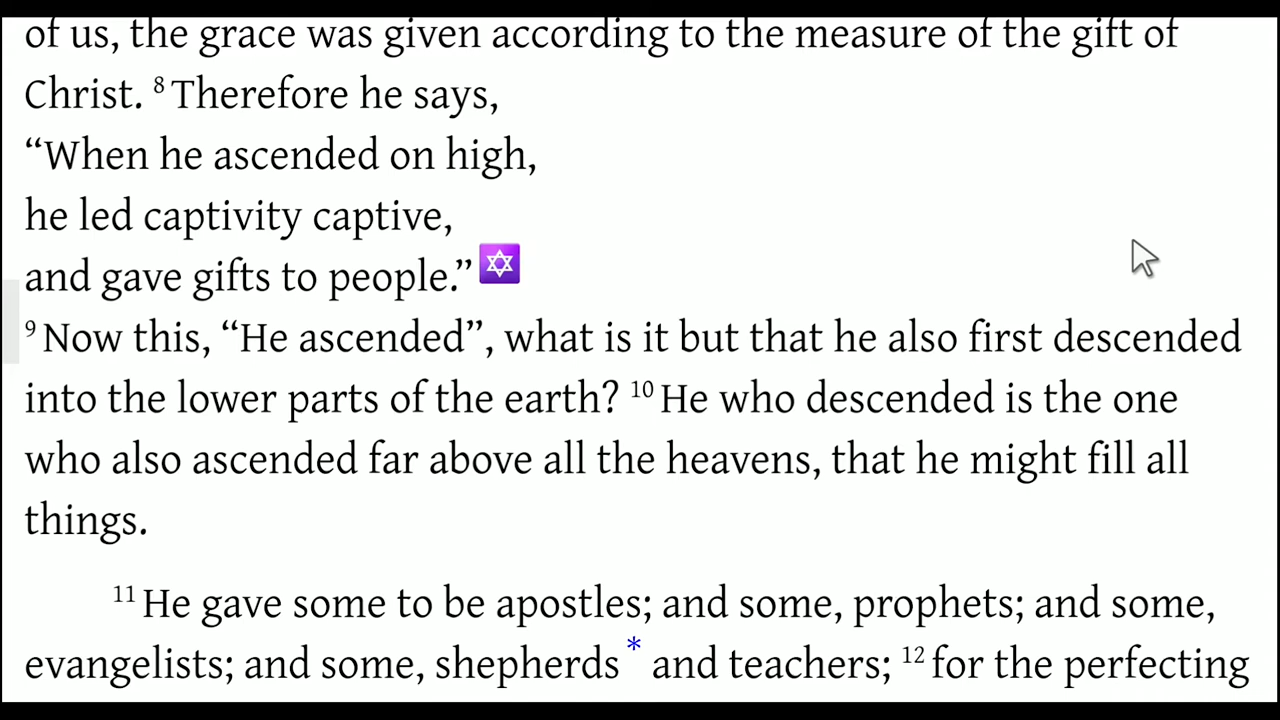 of us, the grace was given according to the measure of the gift of
Christ. 8 Therefore he says,
“When he ascended on high,
he led captivity captive,
and gave gifts to people.” ✡
9 Now this, “He ascended”, what is it but that he also first descended
into the lower parts of the earth? 10 He who descended is the one
who also ascended far above all the heavens, that he might fill all
things.
11 He gave some to be apostles; and some, prophets; and some,
evangelists; and some, shepherds * and teachers; 12 for the perfecting